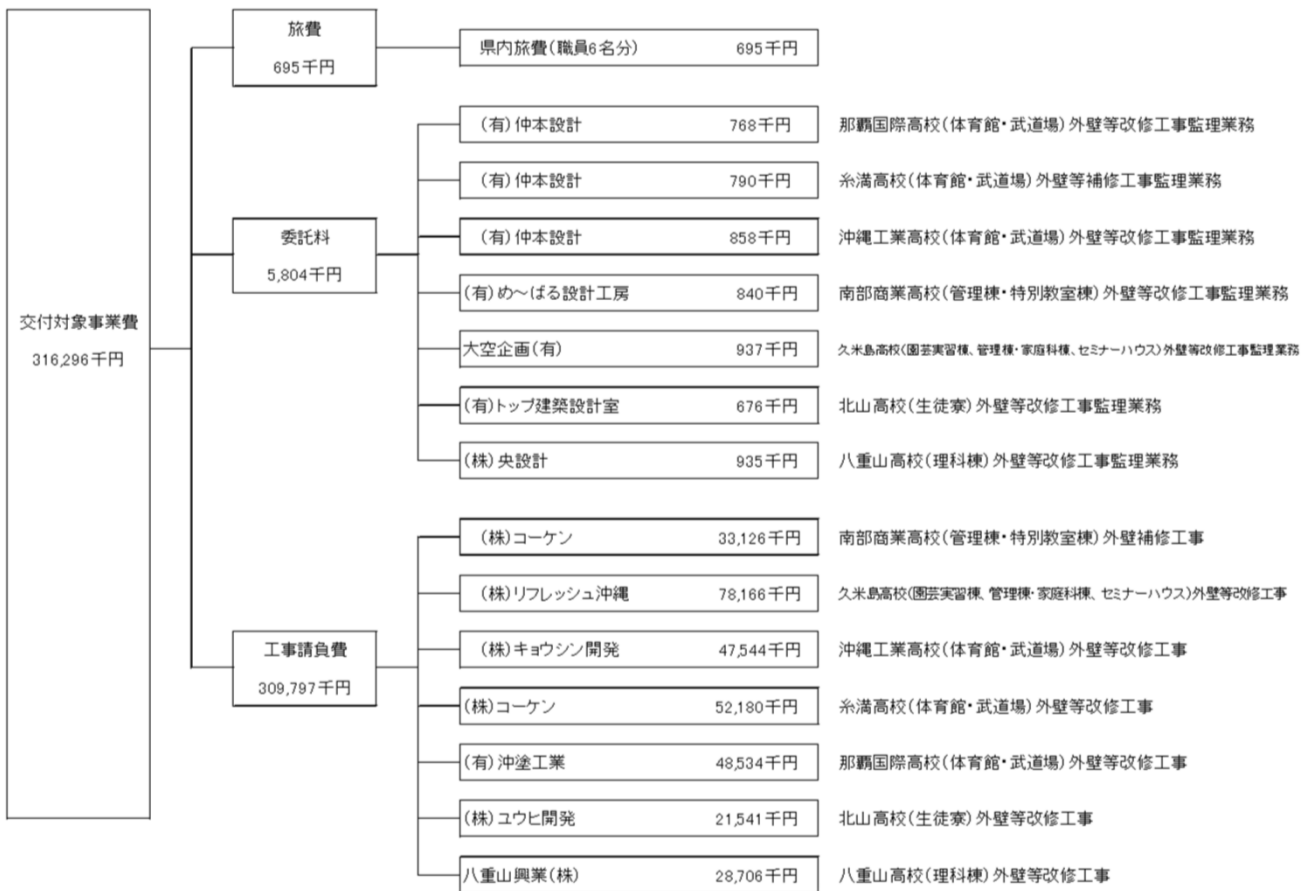 交付対象事業費
316,296千円
旅費
695千円
県内旅費(職員6名分) 695千円
委託料
5,804千円
(有)仲本設計 768千円 那覇国際高校(体育館・武道場)外壁等改修工事監理業務
(有)仲本設計 790千円 糸満高校(体育館・武道場)外壁等補修工事監理業務
(有)仲本設計 858千円 沖縄工業高校(体育館・武道場)外壁等改修工事監理業務
(有)め～ばる設計工房 840千円 南部商業高校(管理棟・特別教室棟)外壁等改修工事監理業務
大空企画(有) 937千円 久米島高校(園芸実習棟、管理棟・家庭科棟、セミナーハウス)外壁等改修工事監理業務
(有)トップ建築設計室 676千円 北山高校(生徒寮)外壁等改修工事監理業務
(株)央設計 935千円 八重山高校(理科棟)外壁等改修工事監理業務
工事請負費
309,797千円
(株)コーケン 33,126千円 南部商業高校(管理棟・特別教室棟)外壁補修工事
(株)リフレッシュ沖縄 78,166千円 久米島高校(園芸実習棟、管理棟・家庭科棟、セミナーハウス)外壁等改修工事
(株)キョウシン開発 47,544千円 沖縄工業高校(体育館・武道場)外壁等改修工事
(株)コーケン 52,180千円 糸満高校(体育館・武道場)外壁等改修工事
(有)沖塗工業 48,534千円 那覇国際高校(体育館・武道場)外壁等改修工事
(株)ユウヒ開発 21,541千円 北山高校(生徒寮)外壁等改修工事
八重山興業(株) 28,706千円 八重山高校(理科棟)外壁等改修工事